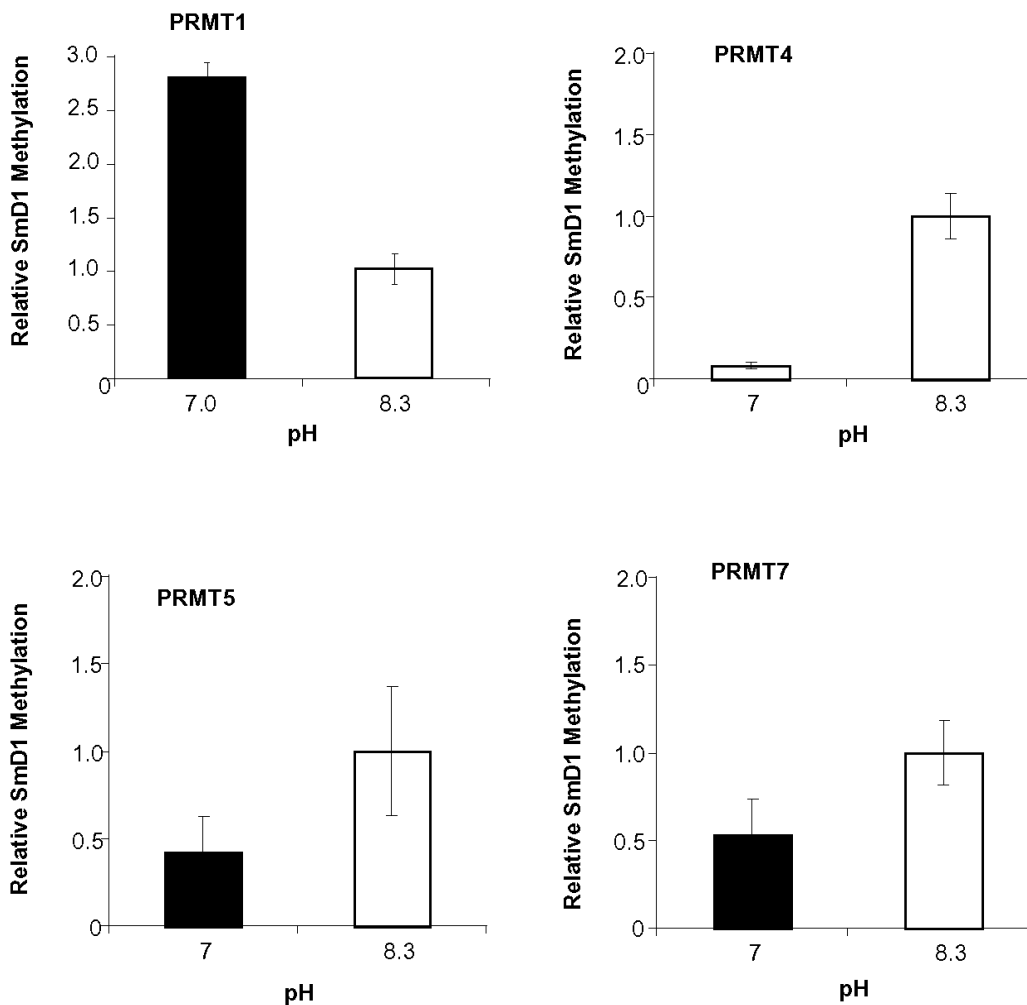 PRMT1
Relative SmD1 Methylation
3.0
2.5
2.0
1.5
1.0
0.5
0
7.0 8.3
pH
PRMT4
Relative SmD1 Methylation
2.0
1.5
1.0
0.5
0
7 8.3
pH
PRMT5
Relative SmD1 Methylation
2.0
1.5
1.0
0.5
0
7 8.3
pH
PRMT7
Relative SmD1 Methylation
2.0
1.5
1.0
0.5
0
7 8.3
pH